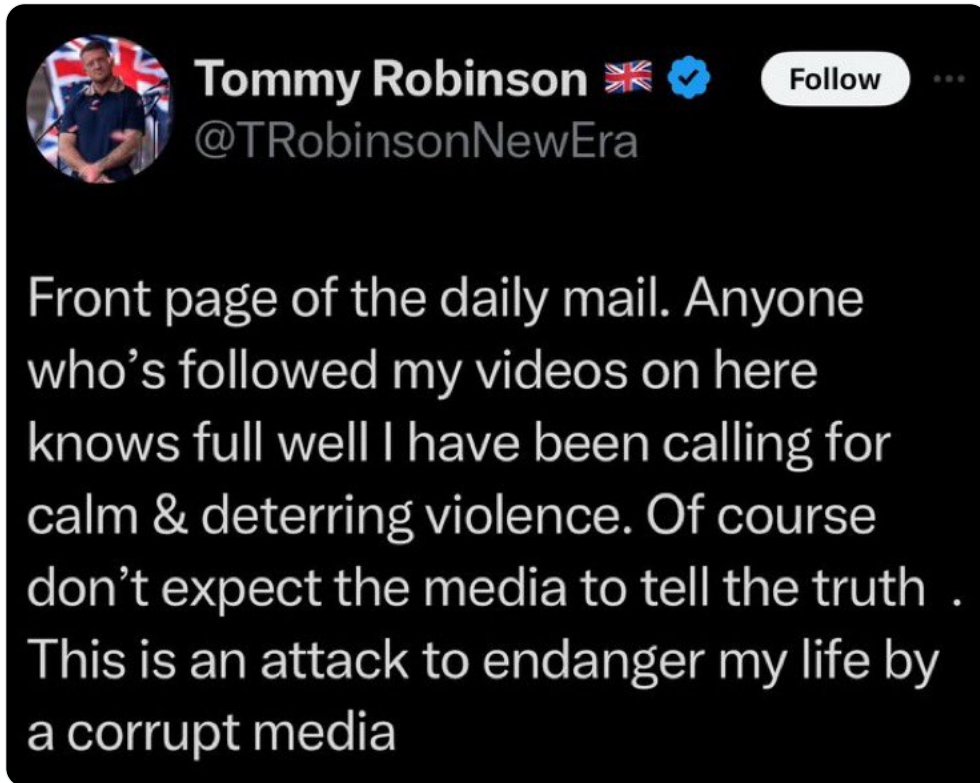 Tommy Robinson 🇬🇧
Follow
@TRobinsonNewEra
Front page of the daily mail. Anyone
who’s followed my videos on here
knows full well I have been calling for
calm & deterring violence. Of course
don’t expect the media to tell the truth .
This is an attack to endanger my life by
a corrupt media